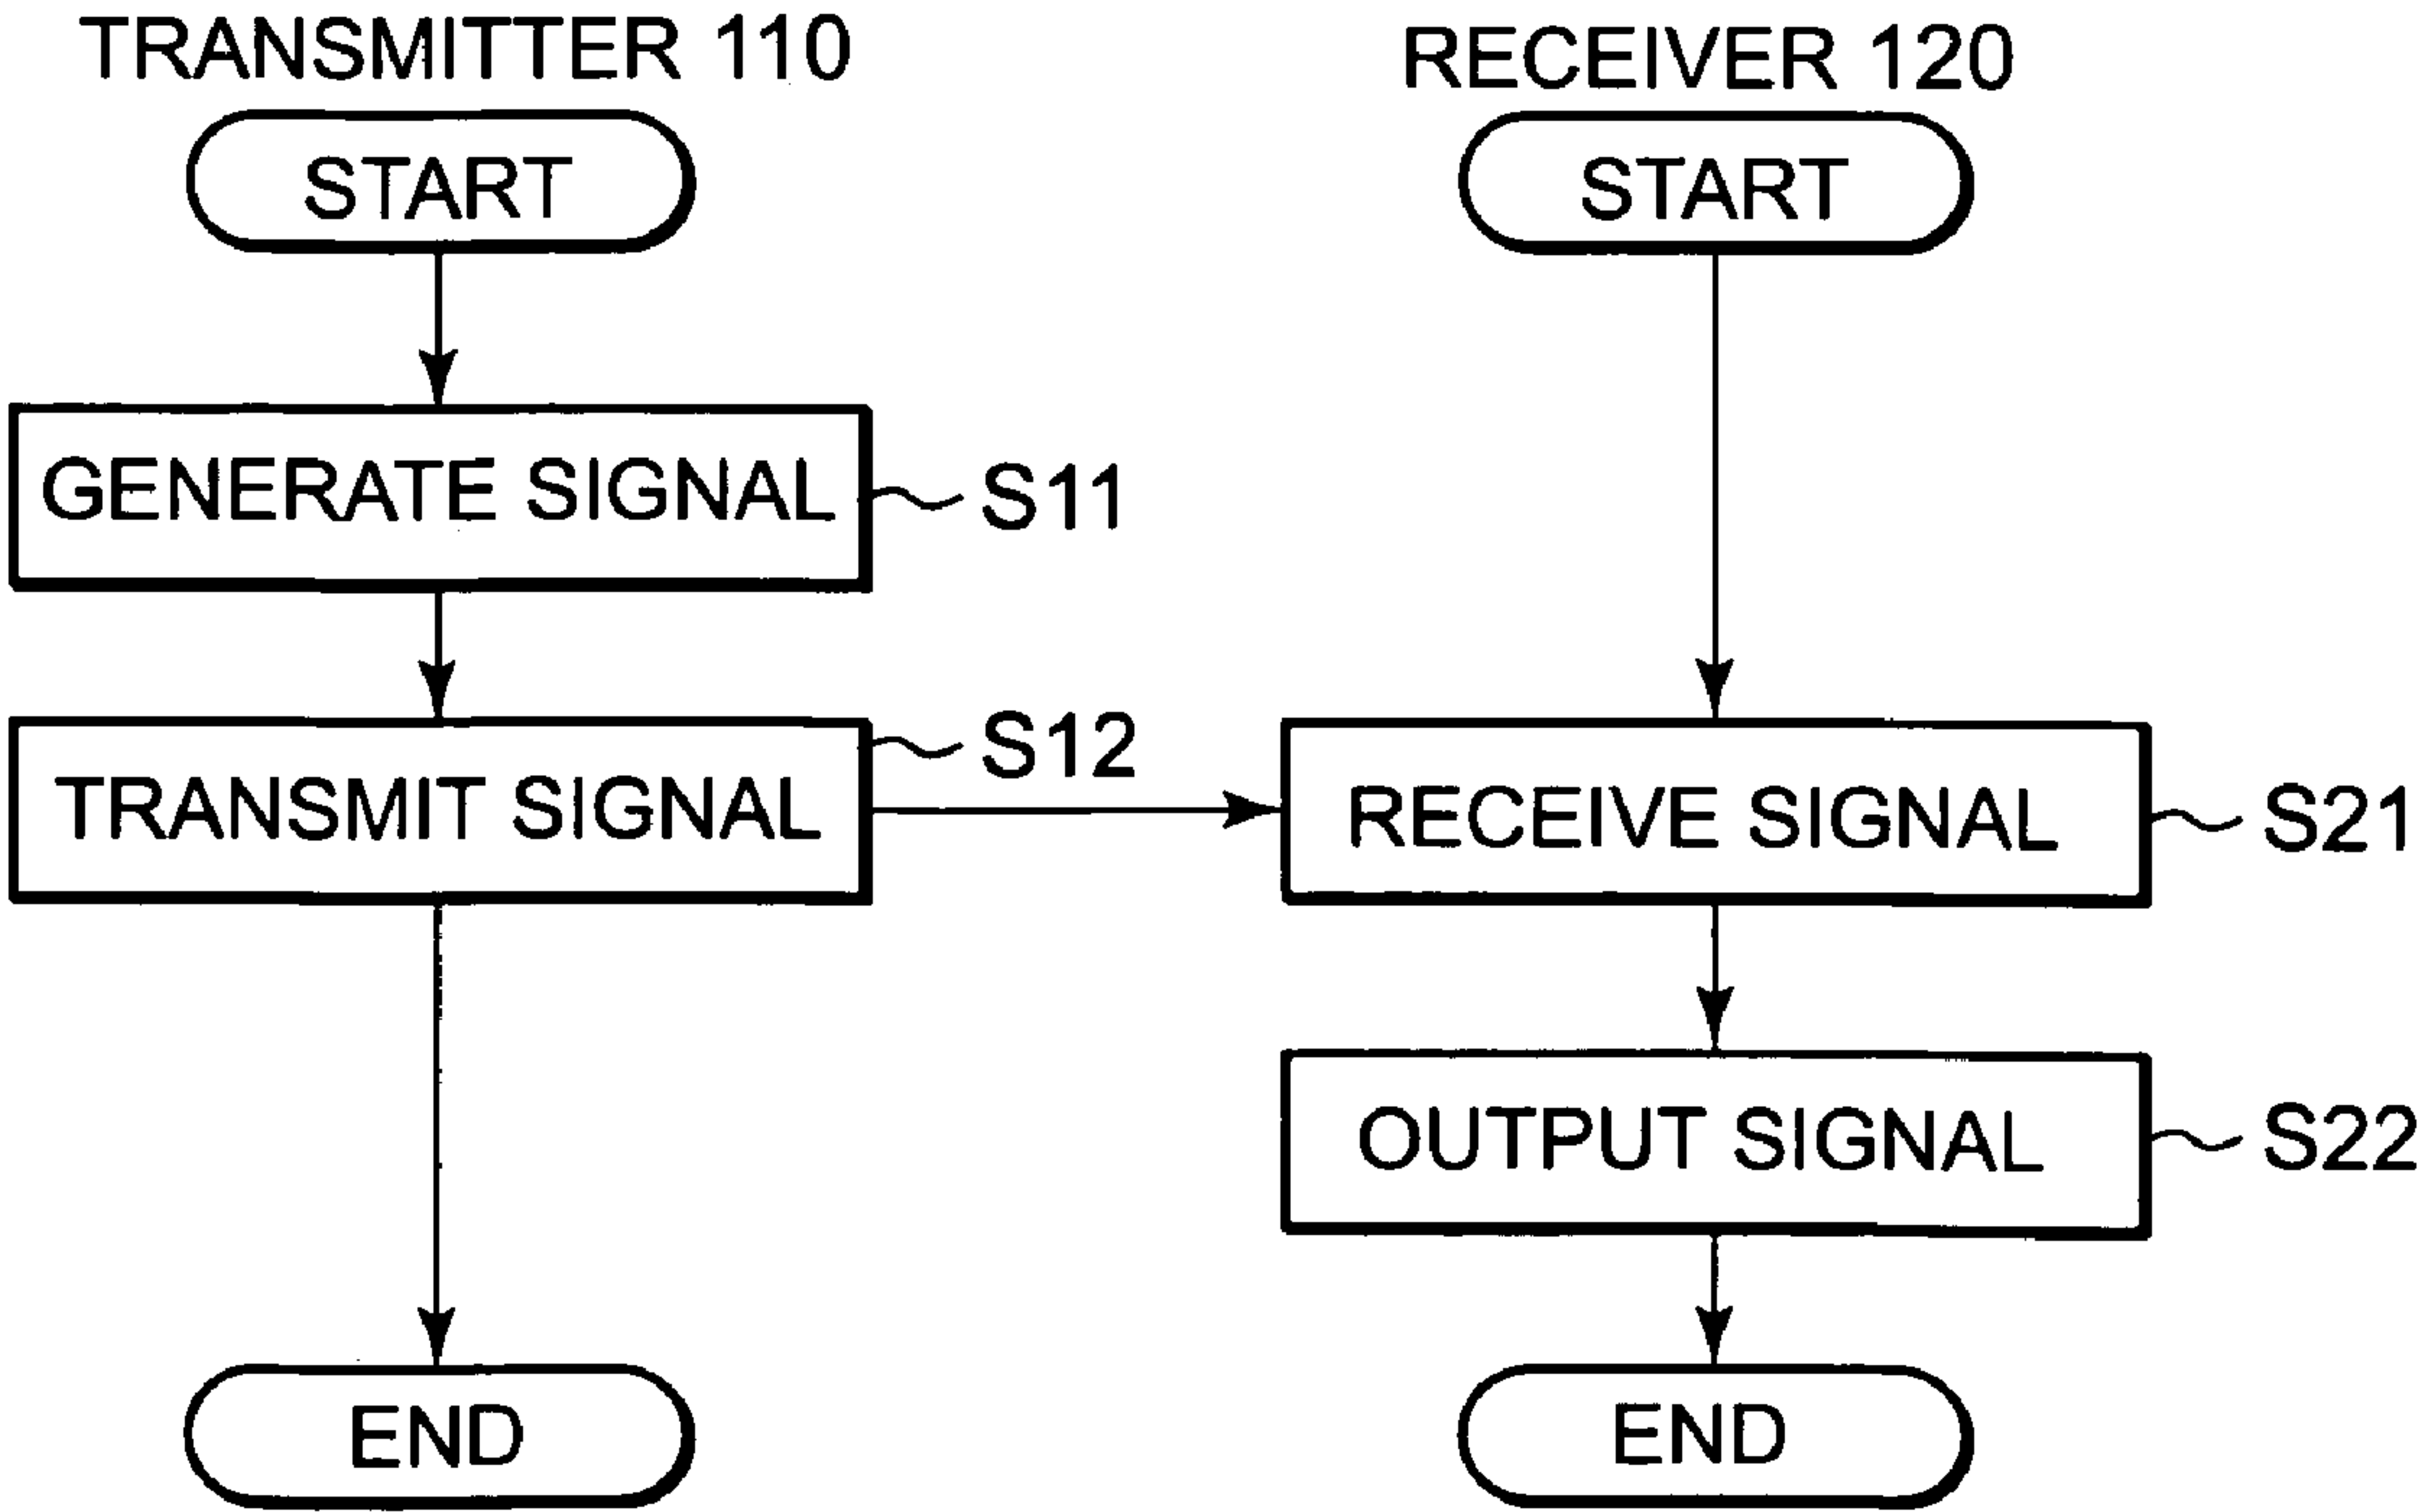 TRANSMITTER 110
START
GENERATE SIGNAL
S11
TRANSMIT SIGNAL
S12
END
RECEIVER 120
START
RECEIVE SIGNAL
S21
OUTPUT SIGNAL
S22
END